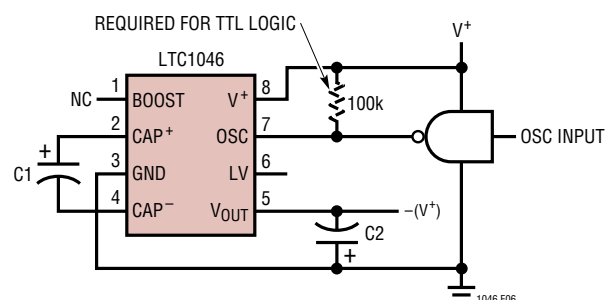 REQUIRED FOR TTL LOGIC
V+
LTC1046
NC 1 BOOST V+ 8
100k
2 CAP+ OSC 7
OSC INPUT
+
C1
3 GND LV 6
4 CAP− VOUT 5
−(V+)
C2
+
1046 F06